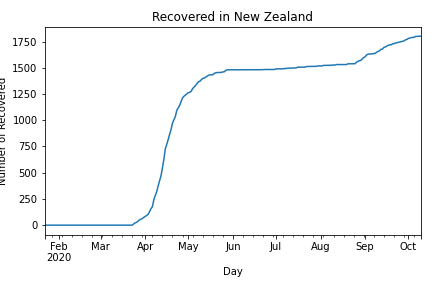 Recovered in New Zealand
Number of Recovered
1750
1500
1250
1000
750
500
250
0
Feb Mar Apr May Jun Jul Aug Sep Oct
2020
Day